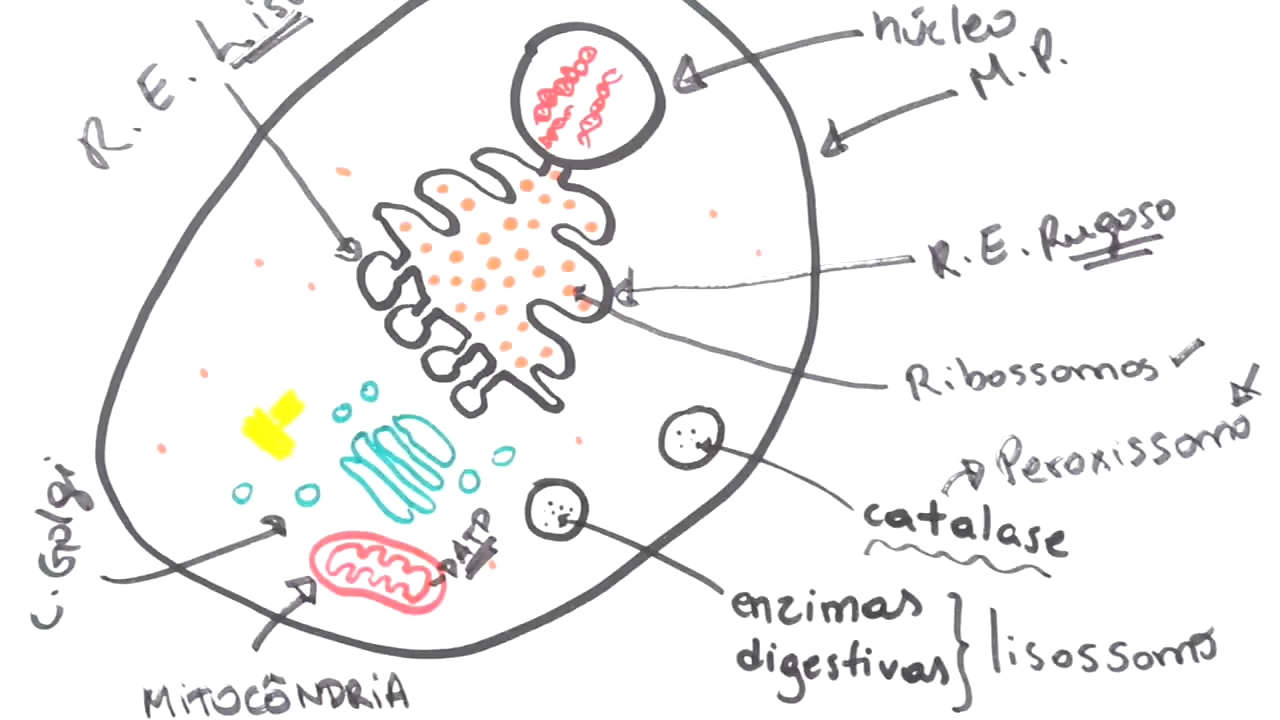 R. E. Liso
núcleo
M. P.
R. E. Rugoso
Ribossomos
Peroxissomo
catalase
C. Golgi
ATP
enzimas
digestivas
lisossomo
MiTOCÔNDRiA